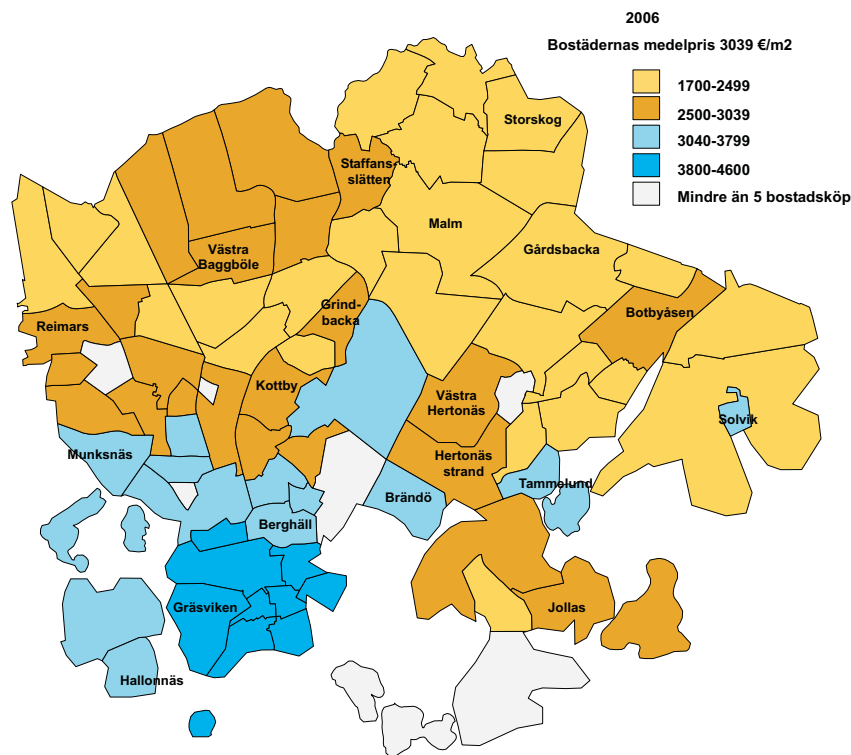 2006
Bostädernas medelpris 3039 €/m2
1700-2499
2500-3039
3040-3799
3800-4600
Mindre än 5 bostadsköp
Storskog
Staffans-
slätten
Malm
Gårdsbacka
Västra
Baggböle
Grind-
backa
Botbyåsen
Reimars
Kottby
Västra
Hertonäs
Solvik
Munksnäs
Hertonäs
strand
Tammelund
Brändö
Berghäll
Gräsviken
Jollas
Hallonnäs